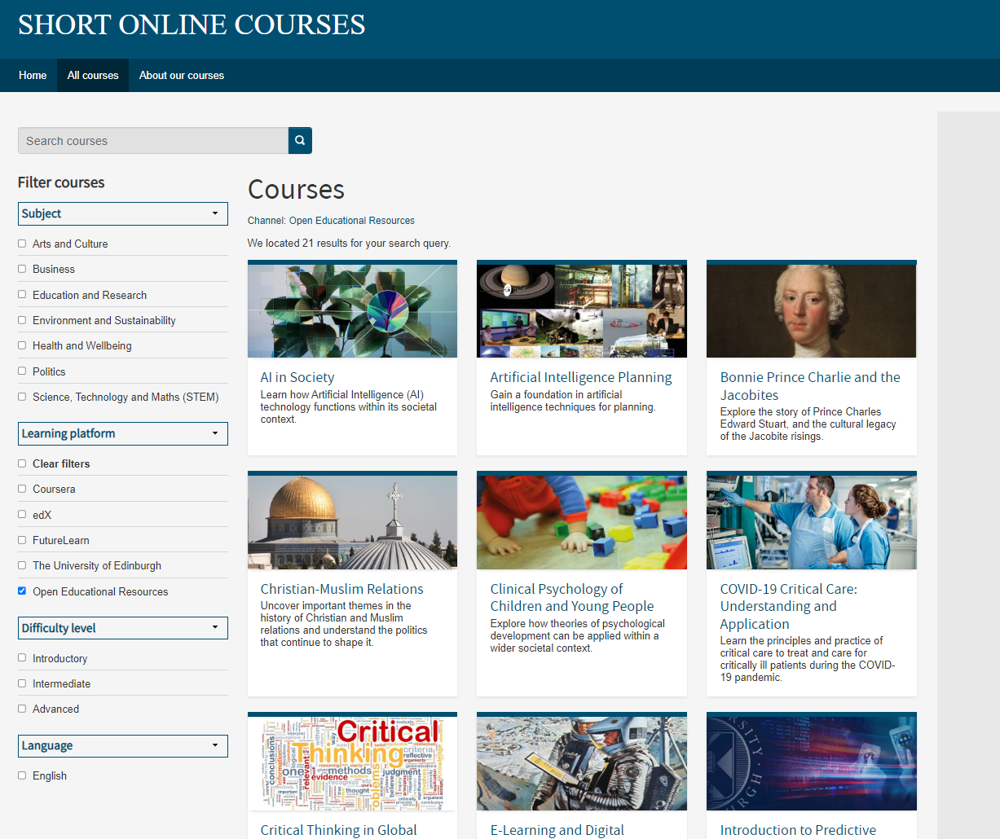 SHORT ONLINE COURSES
Home
All courses
About our courses
Search courses
Filter courses
Subject
Arts and Culture
Business
Education and Research
Environment and Sustainability
Health and Wellbeing
Politics
Science, Technology and Maths (STEM)
Learning platform
Clear filters
Coursera
edX
FutureLearn
The University of Edinburgh
Open Educational Resources
Difficulty level
Introductory
Intermediate
Advanced
Language
English
Courses
Channel: Open Educational Resources
We located 21 results for your search query.
AI in Society
Learn how Artificial Intelligence (AI)
technology functions within its societal
context.
Artificial Intelligence Planning
Gain a foundation in artificial
intelligence techniques for planning.
Bonnie Prince Charlie and the
Jacobites
Explore the story of Prince Charles
Edward Stuart, and the cultural legacy
of the Jacobite risings.
Christian-Muslim Relations
Uncover important themes in the
history of Christian and Muslim
relations and understand the politics
that continue to shape it.
Clinical Psychology of
Children and Young People
Explore how theories of psychological
development can be applied within a
wider societal context.
COVID-19 Critical Care:
Understanding and
Application
Learn the principles and practice of
critical care to treat and care for
critically ill patients during the COVID-
19 pandemic.
Critical
Thinking
conclusions
criteria
reflective
arguments
one
methods
judgment
relevant
reasoning
evidence
recognize
thought
problems
believe
important
conclusion
Critical Thinking in Global
E-Learning and Digital
Introduction to Predictive